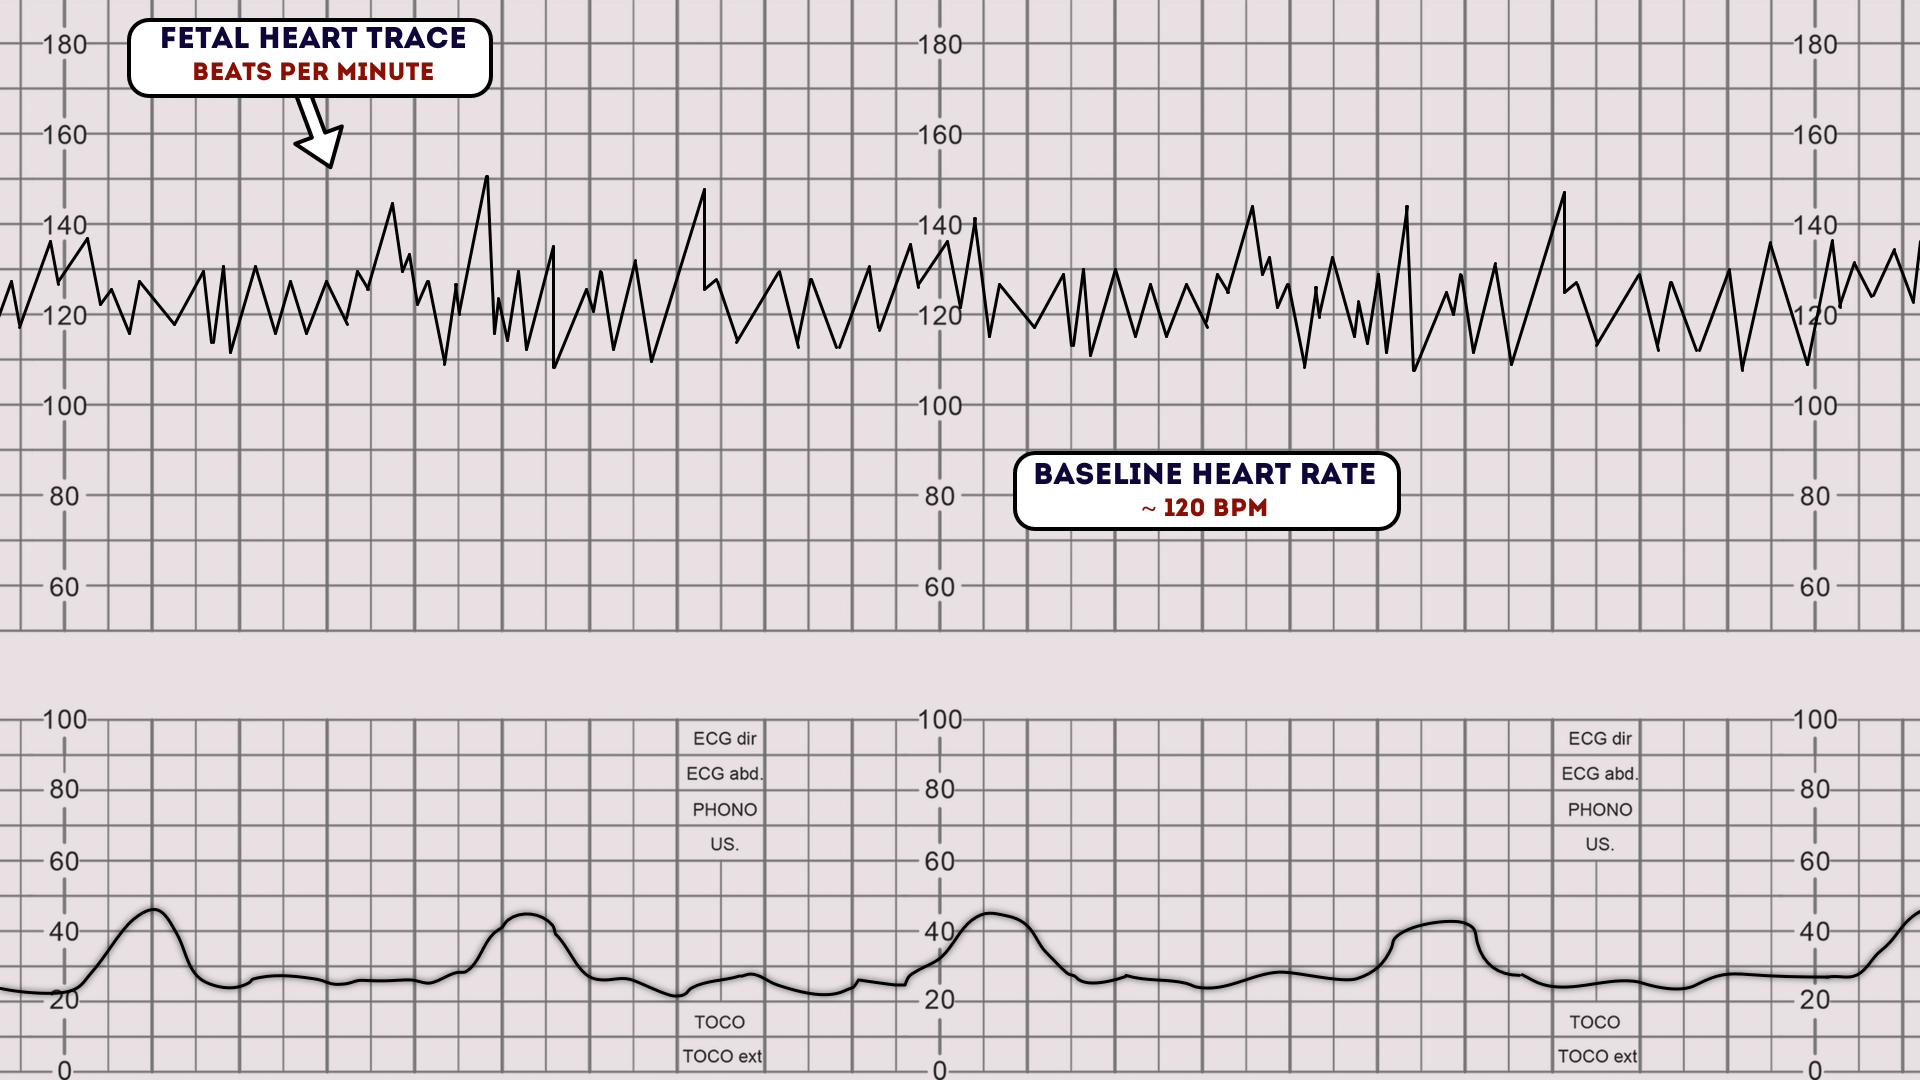 FETAL HEART TRACE
BEATS PER MINUTE
180 180 180
160 160 160
140 140 140
120 120 120
100 100 100
BASELINE HEART RATE
~ 120 BPM
80 80 80
60 60 60
100 100 100
ECG dir ECG dir
ECG abd. ECG abd.
80 80 80
PHONO PHONO
US. US.
60 60 60
40 40 40
20 20 20
TOCO TOCO
TOCO ext TOCO ext
0 0 0